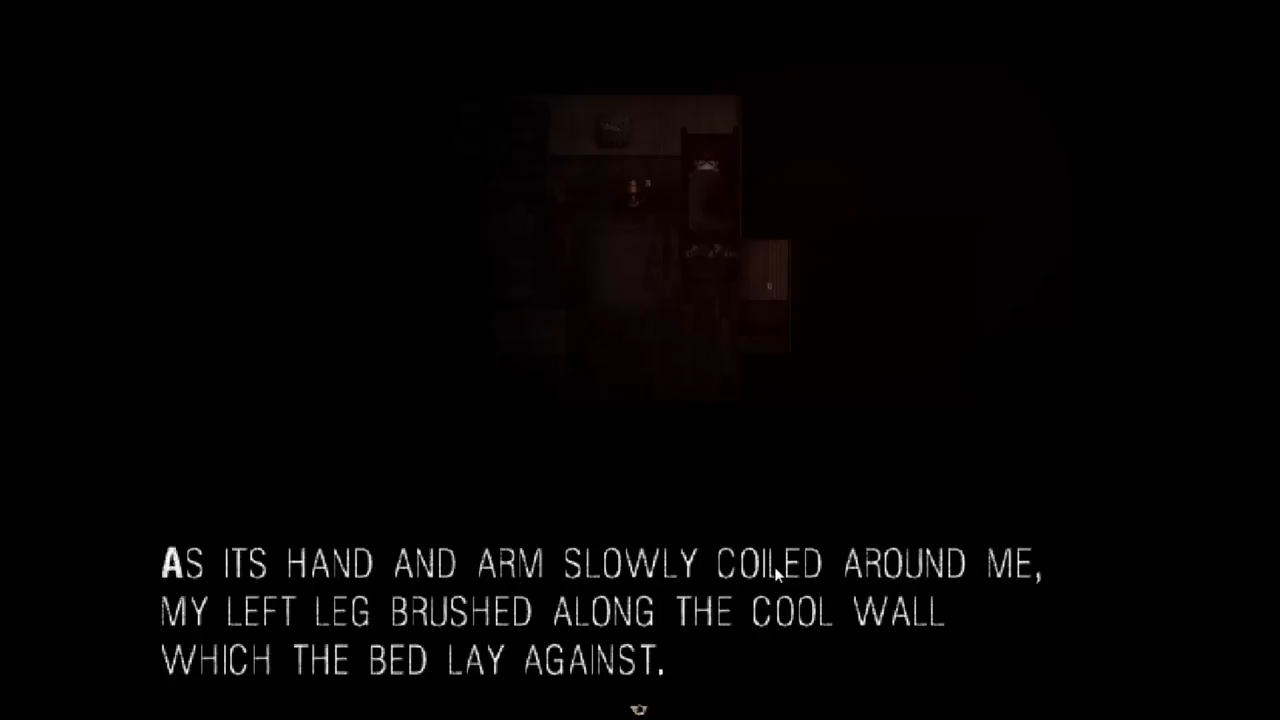 AS ITS HAND AND ARM SLOWLY COILED AROUND ME,
MY LEFT LEG BRUSHED ALONG THE COOL WALL
WHICH THE BED LAY AGAINST.